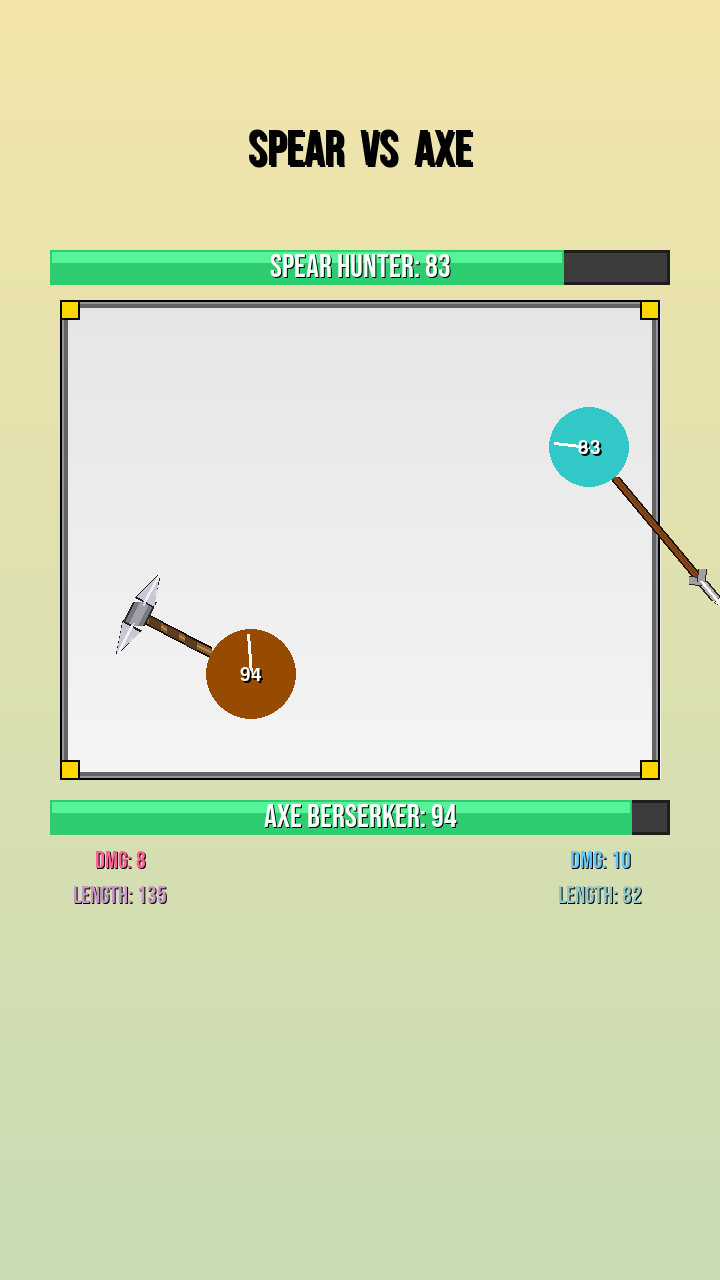 SPEAR VS AXE
SPEAR HUNTER: 83
83
94
AXE BERSERKER: 94
DMG: 8
DMG: 10
LENGTH: 135
LENGTH: 82